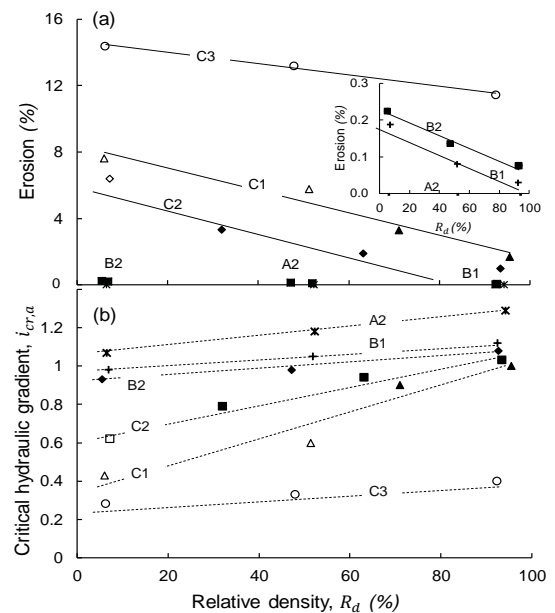 (a)
16
12
8
4
0
Erosion (%)
C3
C1
C2
B2
A2
B1
0.3
0.2
0.1
0.0
Erosion (%)
B2
B1
A2
0 20 40 60 80 100
R_d (%)
(b)
1.2
1
0.8
0.6
0.4
0.2
0
Critical hydraulic gradient, i_cr,a
A2
B1
B2
C2
C1
C3
0 20 40 60 80 100
Relative density, R_d (%)